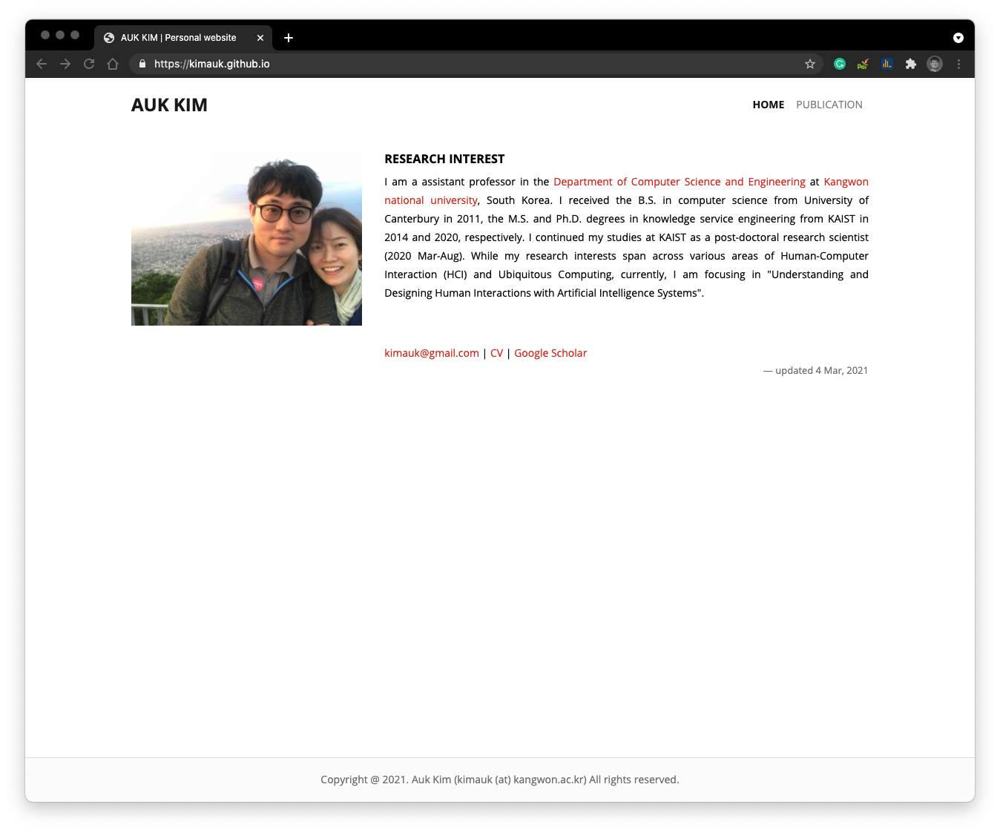 AUK KIM | Personal website
https://kimauk.github.io
AUK KIM
HOME PUBLICATION
RESEARCH INTEREST
I am a assistant professor in the Department of Computer Science and Engineering at Kangwon
national university, South Korea. I received the B.S. in computer science from University of
Canterbury in 2011, the M.S. and Ph.D. degrees in knowledge service engineering from KAIST in
2014 and 2020, respectively. I continued my studies at KAIST as a post-doctoral research scientist
(2020 Mar-Aug). While my research interests span across various areas of Human-Computer
Interaction (HCI) and Ubiquitous Computing, currently, I am focusing in "Understanding and
Designing Human Interactions with Artificial Intelligence Systems".
kimauk@gmail.com | CV | Google Scholar
— updated 4 Mar, 2021
Copyright @ 2021. Auk Kim (kimauk (at) kangwon.ac.kr) All rights reserved.